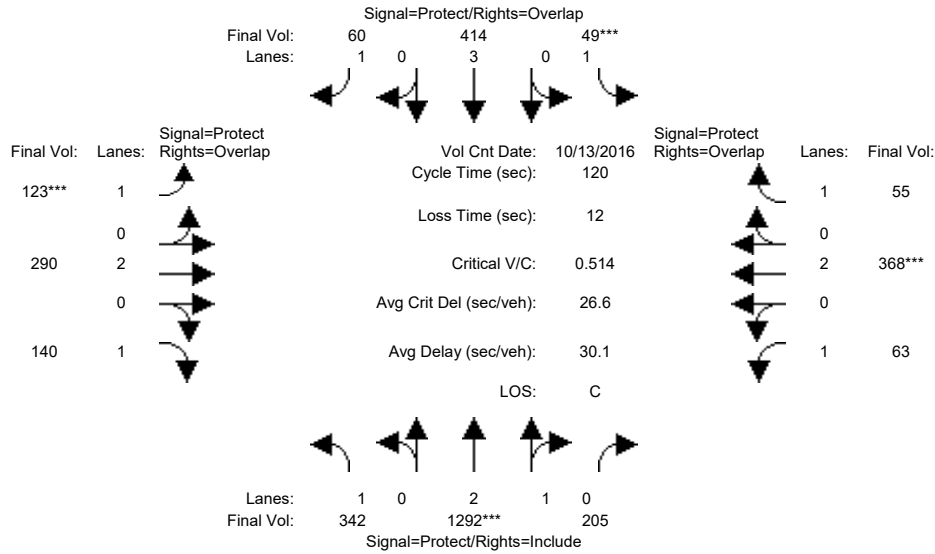 Signal=Protect/Rights=Overlap
Final Vol: 60 414 49***
Lanes: 1 0 3 0 1
Signal=Protect
Final Vol: Lanes: Rights=Overlap
Vol Cnt Date: 10/13/2016
Signal=Protect
Rights=Overlap Lanes: Final Vol:
Cycle Time (sec): 120
123*** 1
1 55
Loss Time (sec): 12
0
0
290 2
Critical V/C: 0.514
2 368***
0
Avg Crit Del (sec/veh): 26.6
0
140 1
Avg Delay (sec/veh): 30.1
1 63
LOS: C
Lanes: 1 0 2 1 0
Final Vol: 342 1292*** 205
Signal=Protect/Rights=Include